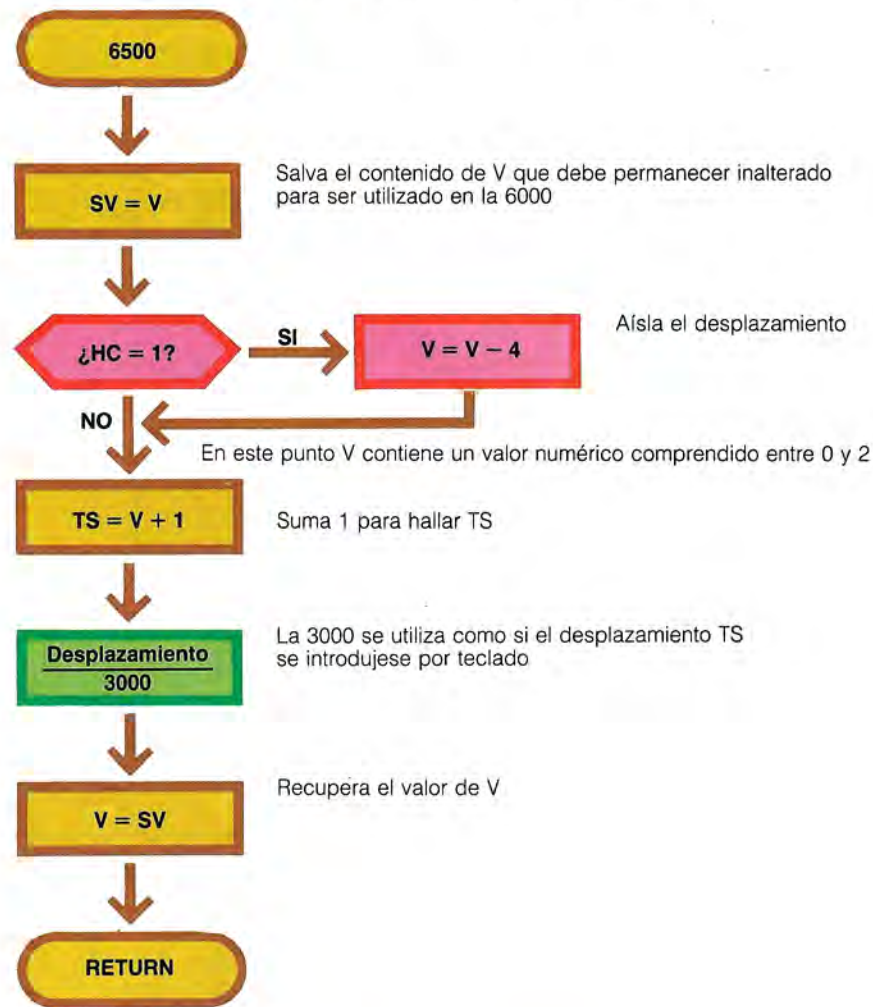 6500
SV = V
Salva el contenido de V que debe permanecer inalterado
para ser utilizado en la 6000
¿HC = 1?
SI
V = V − 4
Aísla el desplazamiento
NO
En este punto V contiene un valor numérico comprendido entre 0 y 2
TS = V + 1
Suma 1 para hallar TS
Desplazamiento
3000
La 3000 se utiliza como si el desplazamiento TS
se introdujese por teclado
V = SV
Recupera el valor de V
RETURN